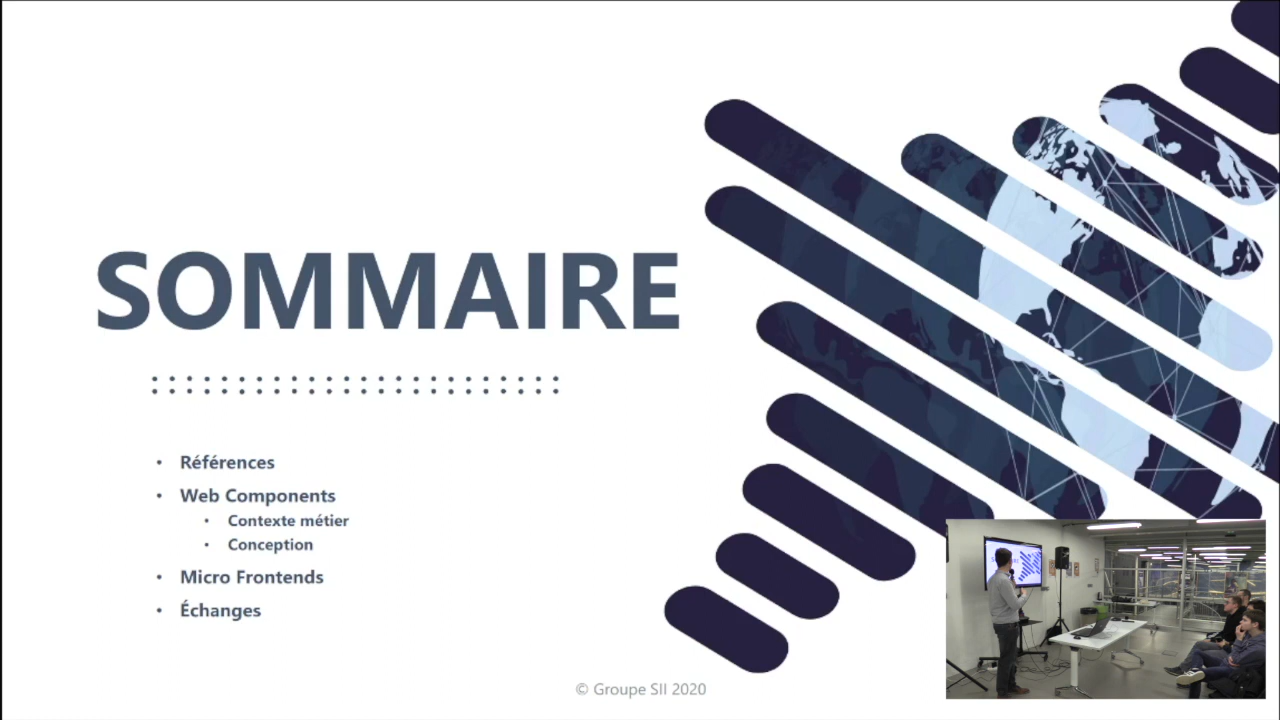 SOMMAIRE
• Références
• Web Components
• Contexte métier
• Conception
• Micro Frontends
• Échanges
© Groupe SII 2020